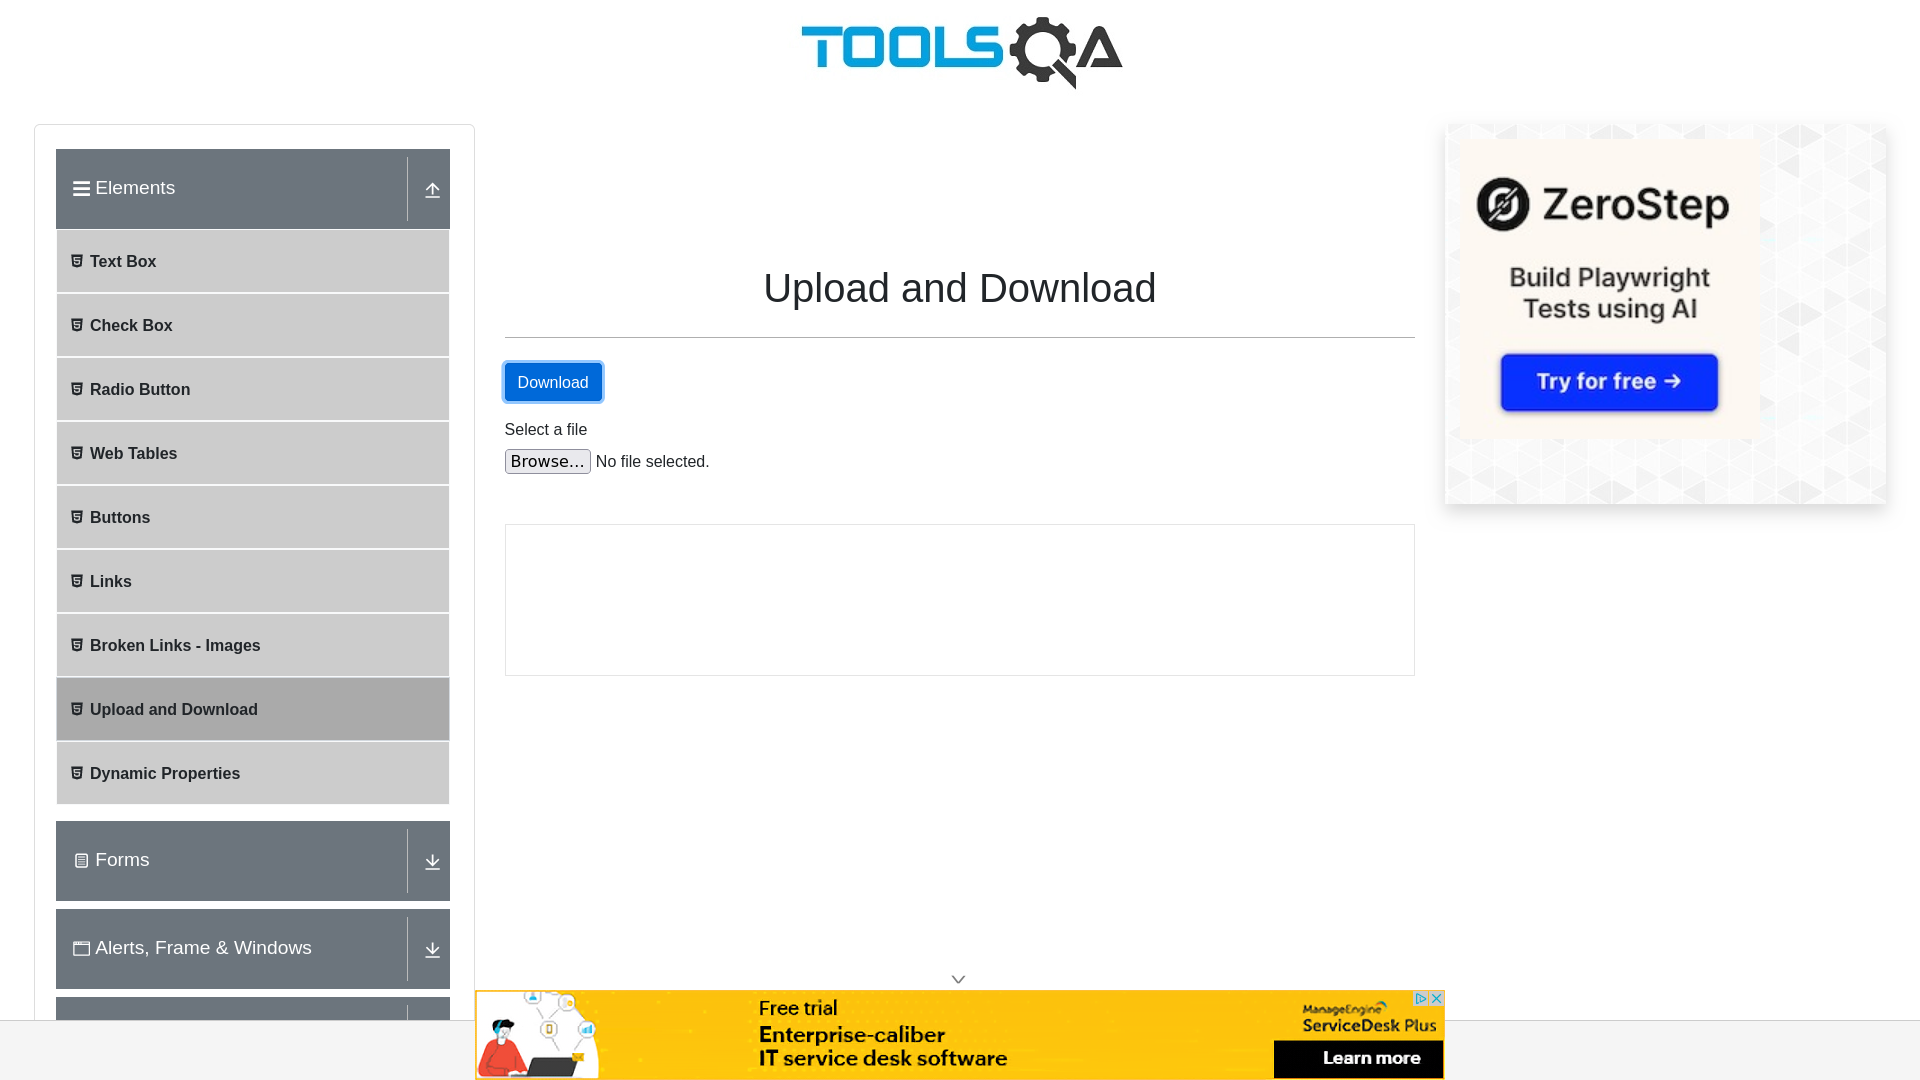 TOOLSQA
Elements
Text Box
Check Box
Radio Button
Web Tables
Buttons
Links
Broken Links - Images
Upload and Download
Dynamic Properties
Forms
Alerts, Frame & Windows
Upload and Download
Download
Select a file
Browse... No file selected.
ZeroStep
Build Playwright
Tests using AI
Try for free →
Free trial
Enterprise-caliber
IT service desk software
ManageEngine
ServiceDesk Plus
Learn more